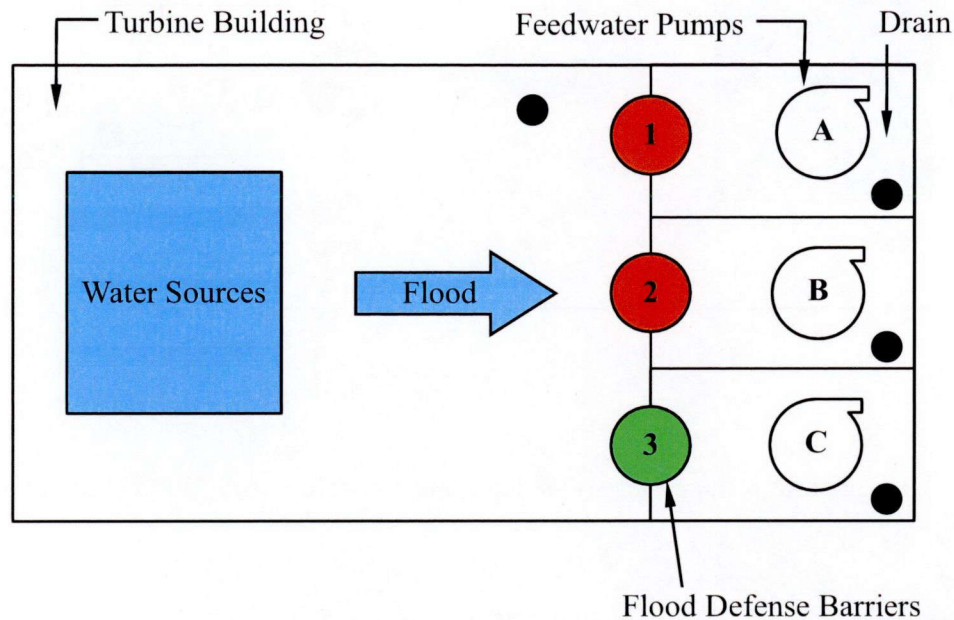 Turbine Building
Feedwater Pumps
Drain
1
A
Water Sources
Flood
2
B
3
C
Flood Defense Barriers